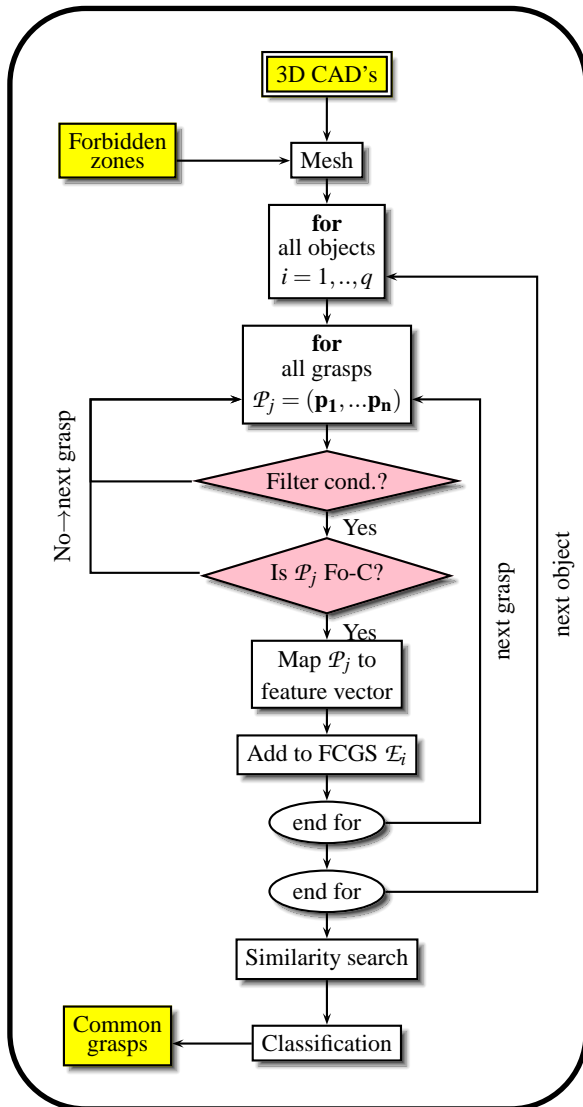 3D CAD's
Forbidden
zones
Mesh
for
all objects
i = 1,..,q
for
all grasps
𝒫j = (p1,...pn)
No→next grasp
Filter cond.?
Yes
Is 𝒫j Fo-C?
Yes
Map 𝒫j to
feature vector
Add to FCGS ℰi
end for
end for
next grasp
next object
Similarity search
Common
grasps
Classification